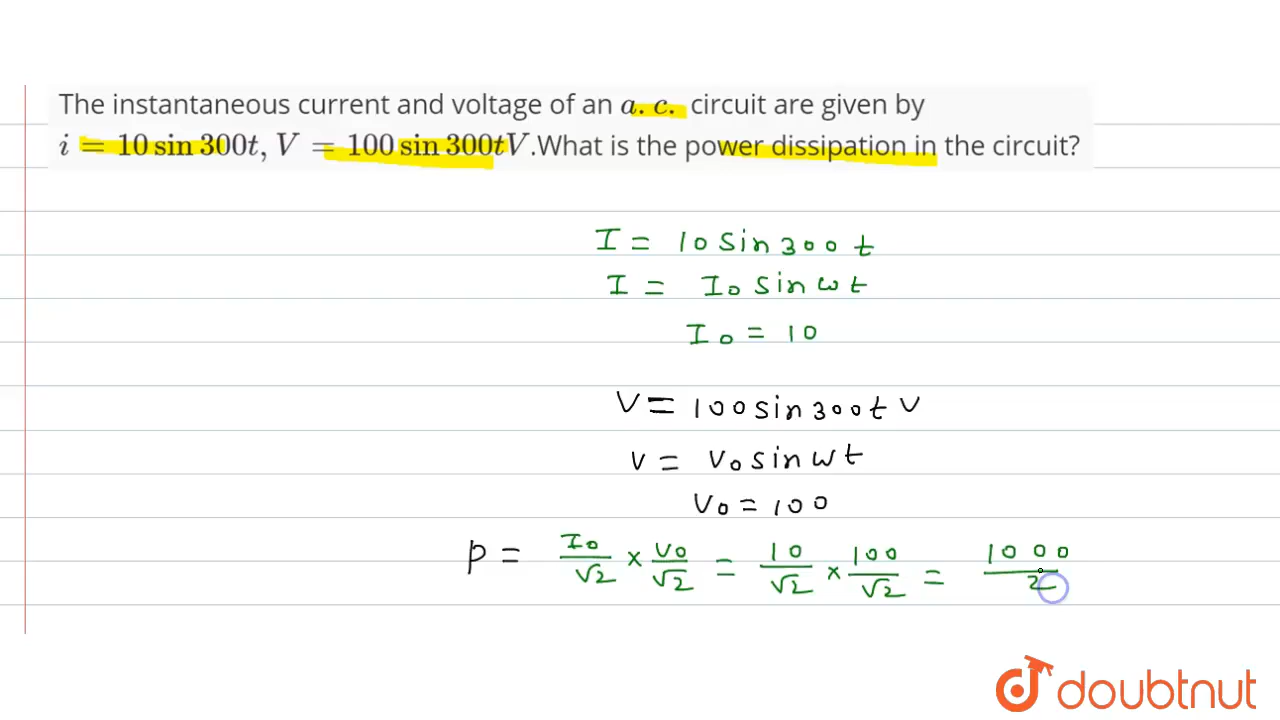 The instantaneous current and voltage of an a. c. circuit are given by
i = 10 sin 300t, V = 100 sin 300tV.What is the power dissipation in the circuit?
I = 10 sin 300 t
I = I₀ sin ωt
I₀ = 10
V = 100 sin 300t V
V = V₀ sin ωt
V₀ = 100
P = I₀/√2 × V₀/√2 = 10/√2 × 100/√2 = 1000/2
doubtnut